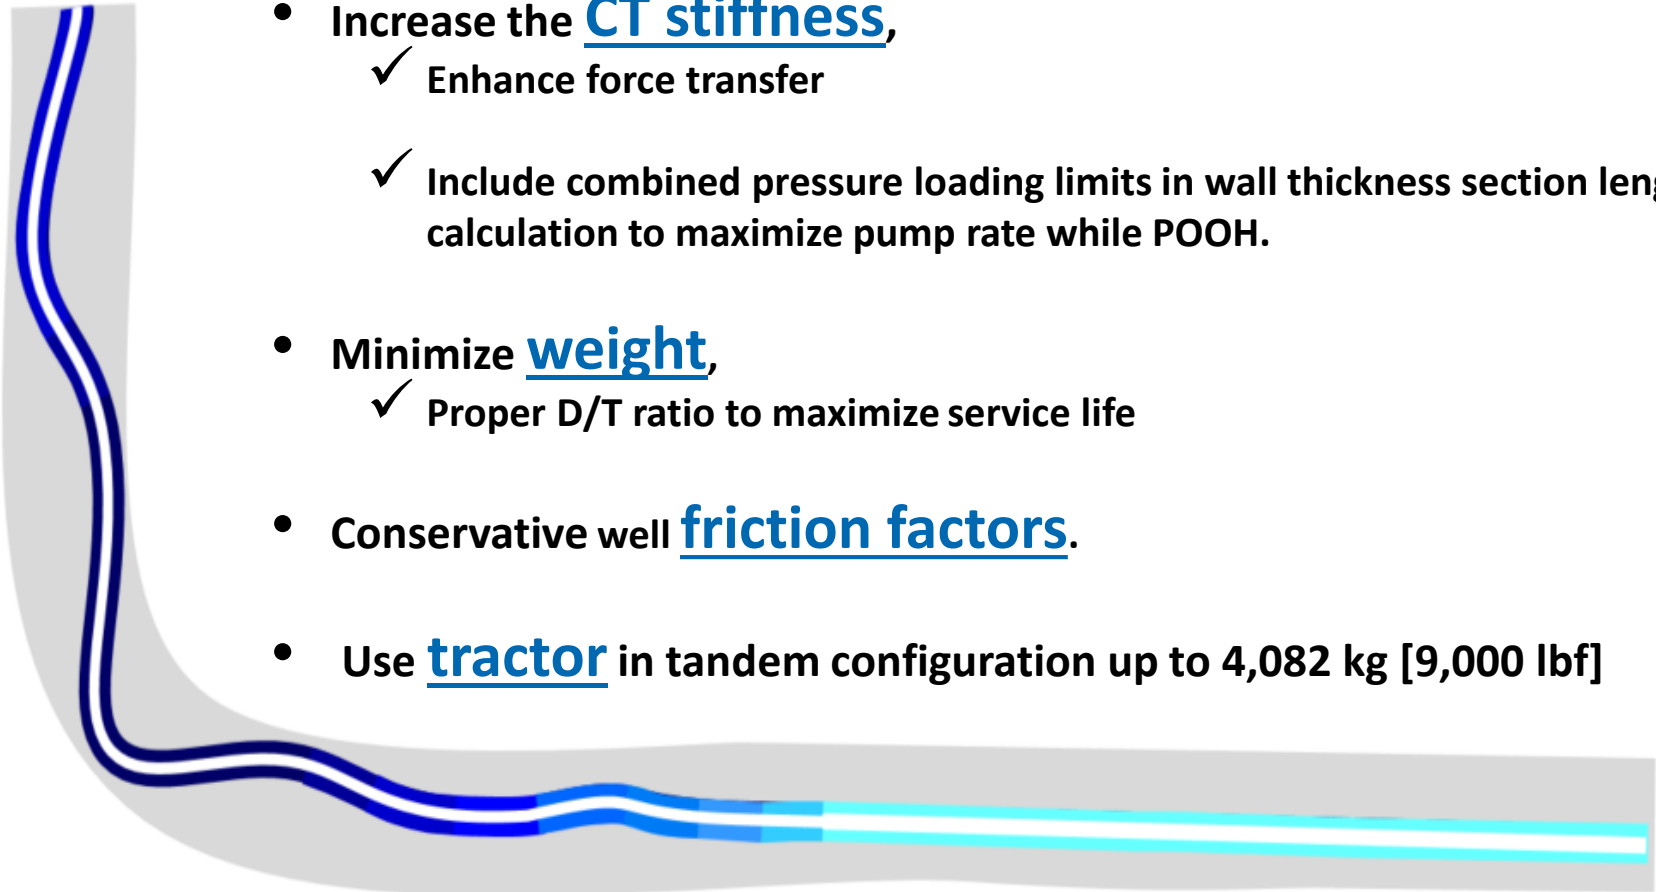 • Increase the CT stiffness,
✓ Enhance force transfer
✓ Include combined pressure loading limits in wall thickness section
calculation to maximize pump rate while POOH.
• Minimize weight,
✓ Proper D/T ratio to maximize service life
• Conservative well friction factors.
• Use tractor in tandem configuration up to 4,082 kg [9,000 lbf]